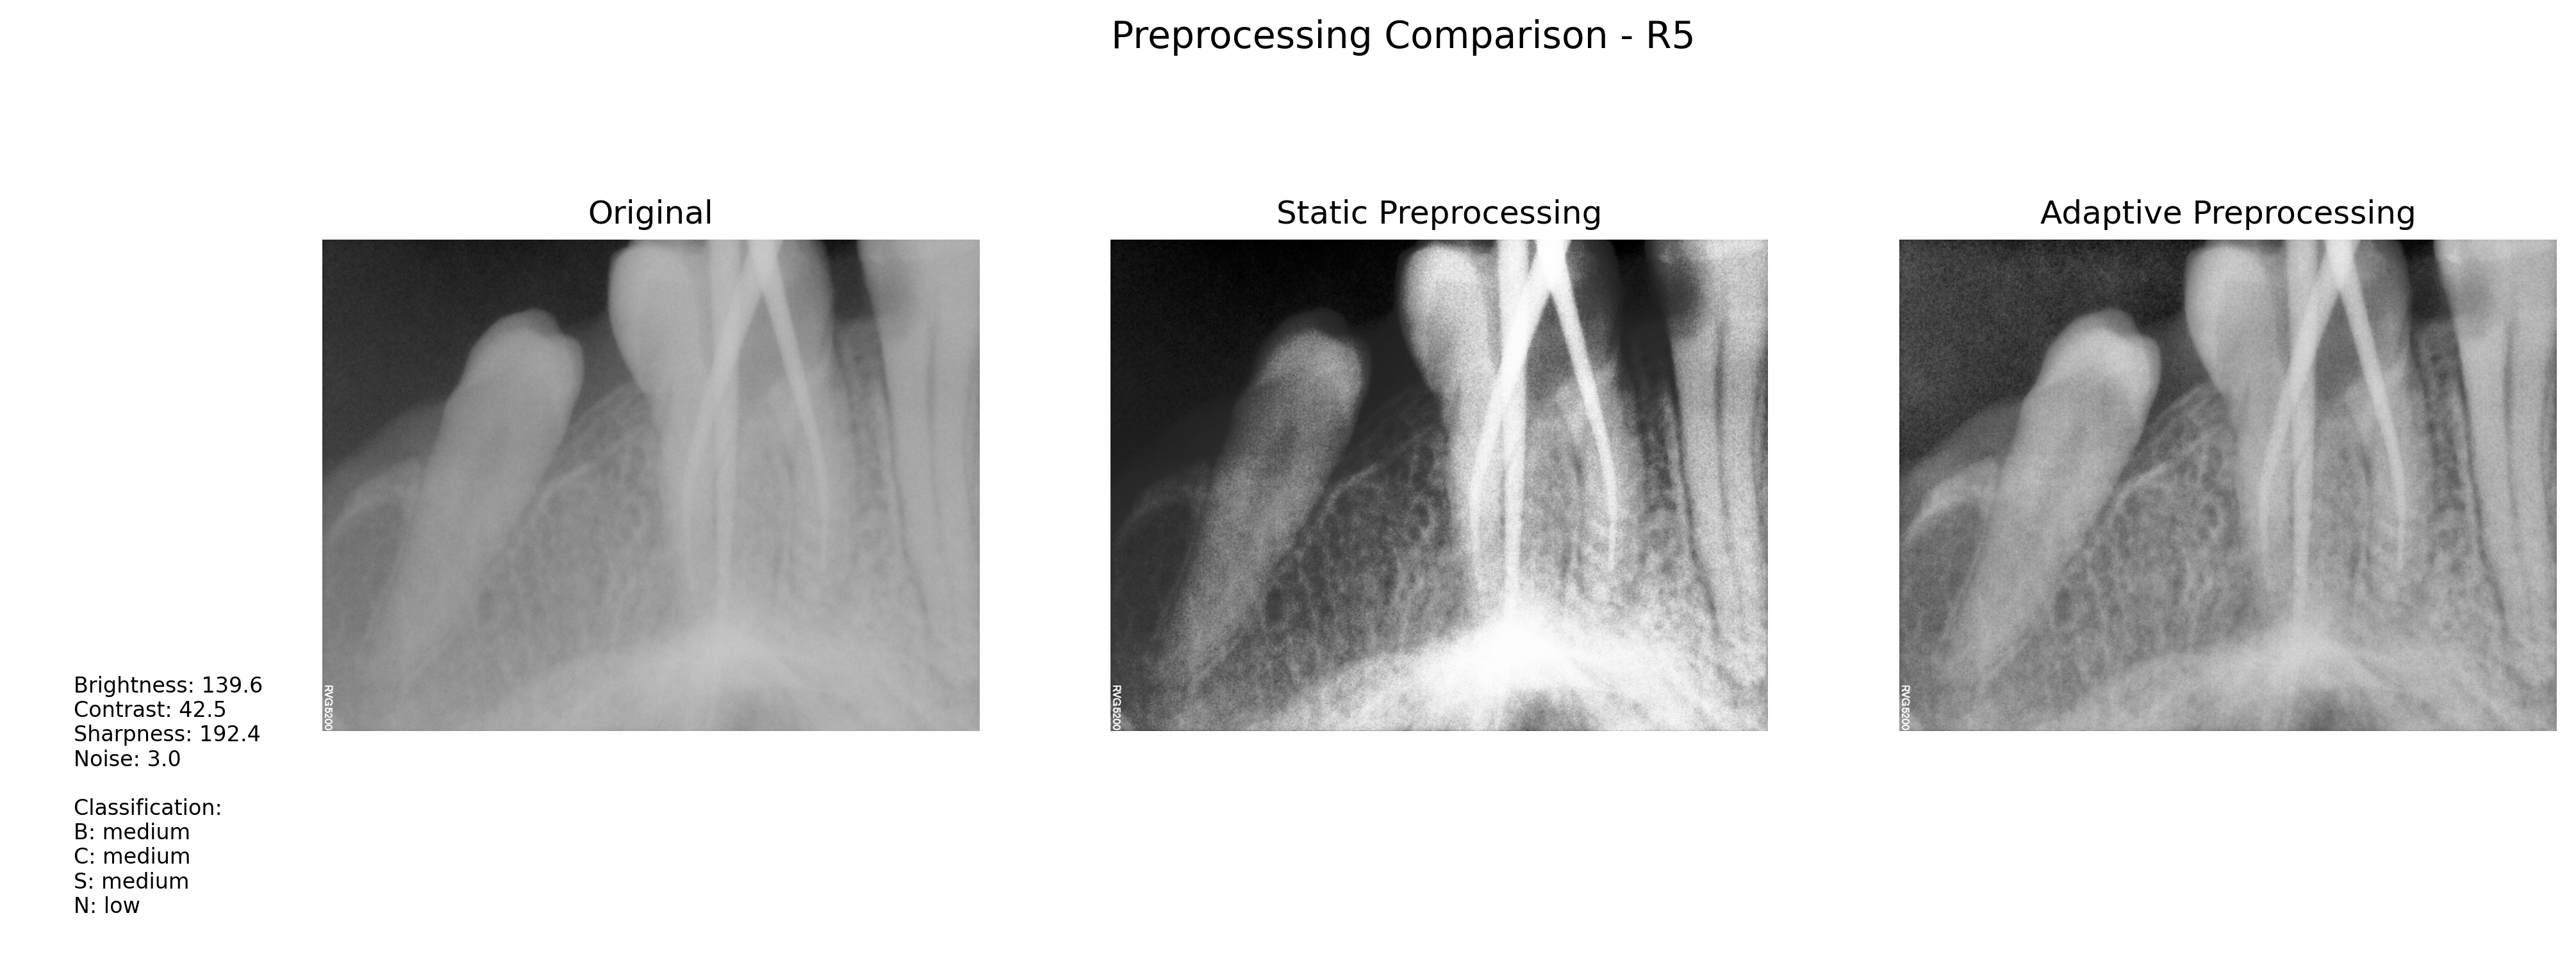 Preprocessing Comparison - R5
Original
Static Preprocessing
Adaptive Preprocessing
RVG5200
RVG5200
RVG5200
Brightness: 139.6
Contrast: 42.5
Sharpness: 192.4
Noise: 3.0
Classification:
B: medium
C: medium
S: medium
N: low